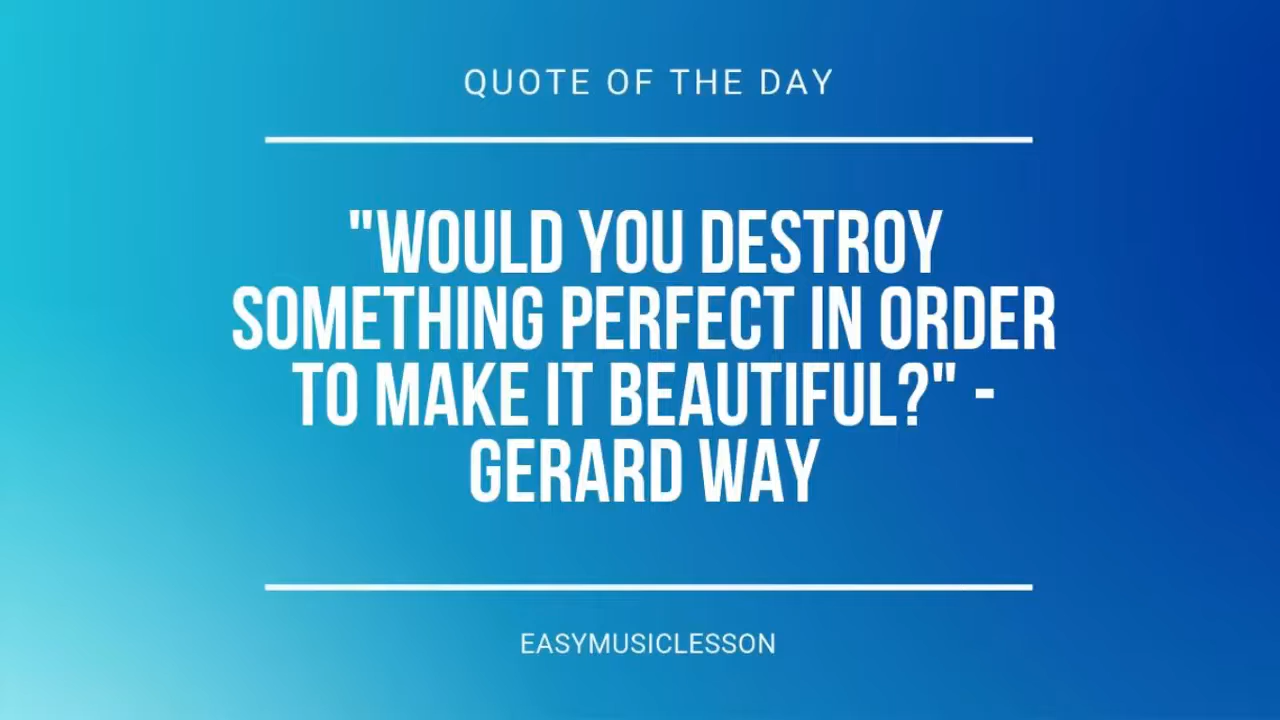 QUOTE OF THE DAY
"WOULD YOU DESTROY
SOMETHING PERFECT IN ORDER
TO MAKE IT BEAUTIFUL?" -
GERARD WAY
EASYMUSICLESSON